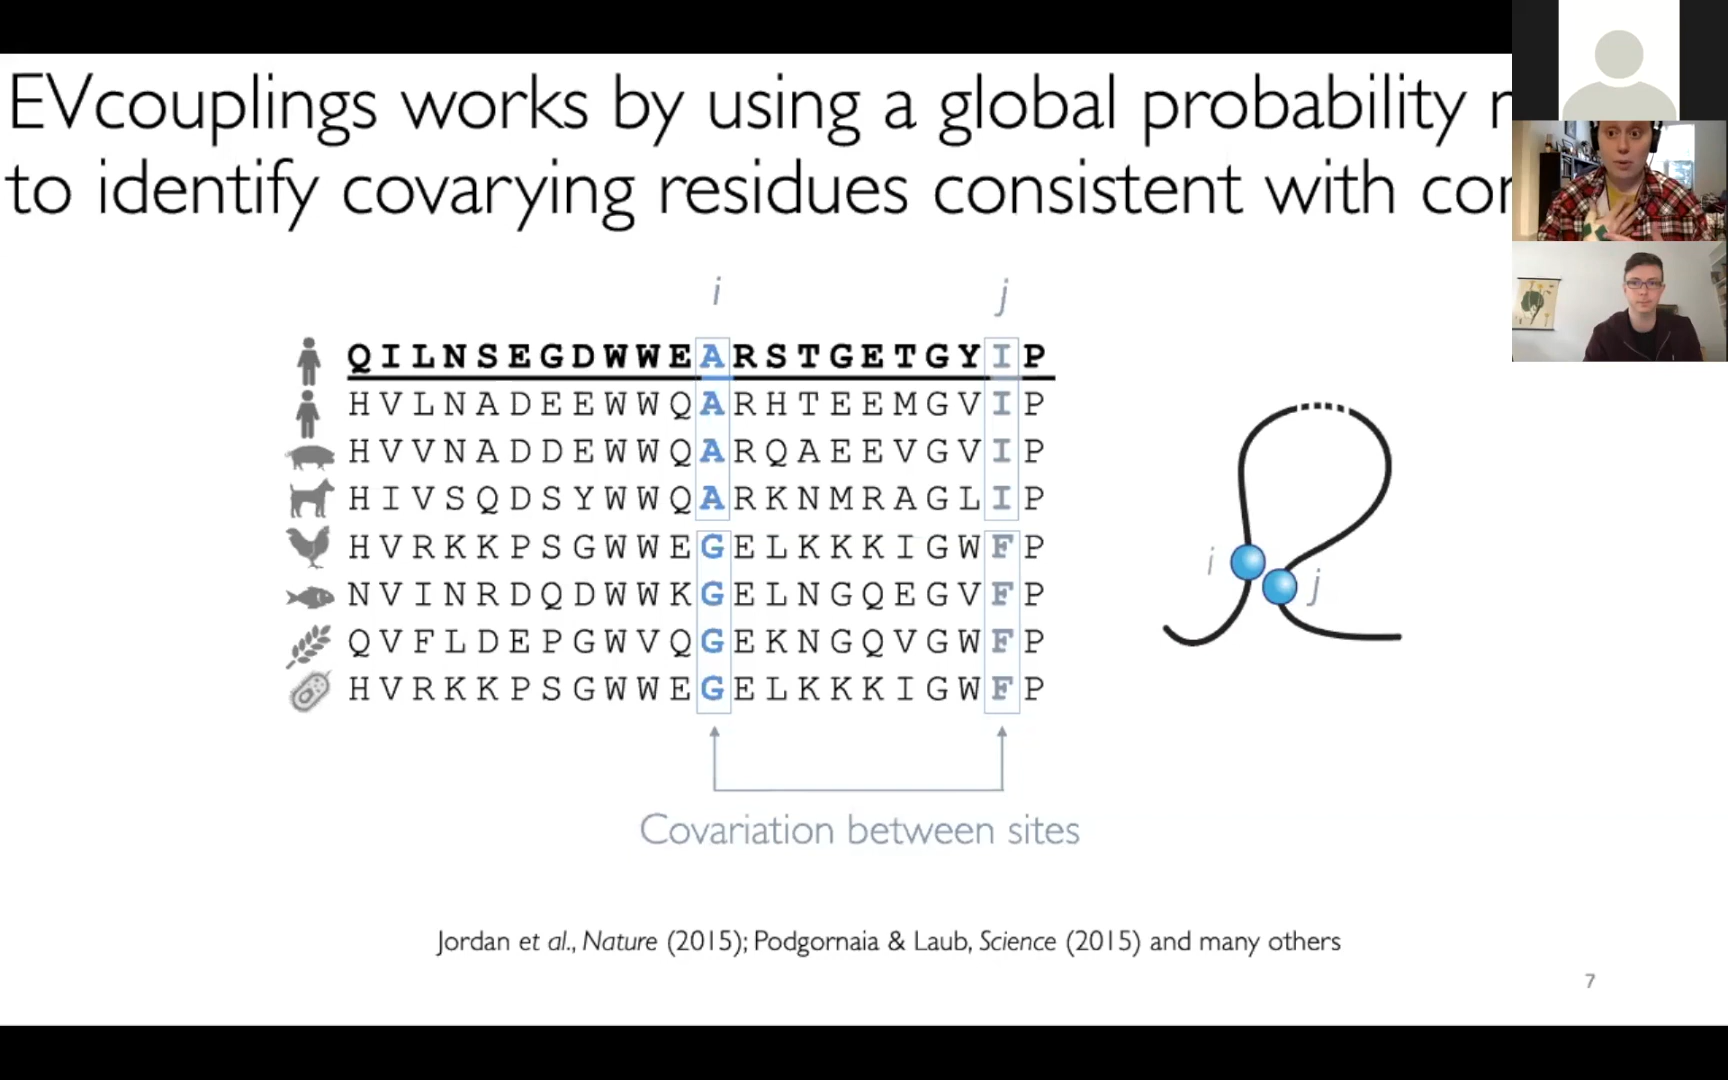 EVcouplings works by using a global probability
to identify covarying residues consistent with
i j
QILNSEGDWWEARSTGETGYIP
HVLNADEEWWQARHTEEMGVIP
HVVNADDEWWQARQAEEVGVIP
HIVSQDSYWWQARKNMRAGLIP
HVRKKPSGWWEGELKKKIGWFP
NVINRDQDWWKGELNGQEGVFP
QVFLDEPGWVQGEKNGQVGWFP
HVRKKPSGWWEGELKKKIGWFP
i j
Covariation between sites
Jordan et al., Nature (2015); Podgornaia & Laub, Science (2015) and many others
7